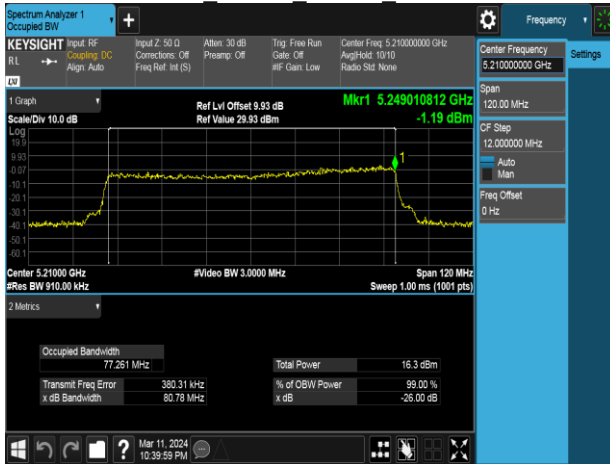 Spectrum Analyzer 1
Occupied BW
+
Frequency
KEYSIGHT
RL
LXI
Input: RF
Coupling: DC
Align: Auto
Input Z: 50 Ω
Corrections: Off
Freq Ref: Int (S)
Atten: 30 dB
Preamp: Off
Trig: Free Run
Gate: Off
#IF Gain: Low
Center Freq: 5.210000000 GHz
Avg|Hold: 10/10
Radio Std: None
Center Frequency
5.210000000 GHz
Settings
Span
120.00 MHz
CF Step
12.000000 MHz
Auto
Man
Freq Offset
0 Hz
1 Graph
Scale/Div 10.0 dB
Ref Lvl Offset 9.93 dB
Ref Value 29.93 dBm
Mkr1 5.249010812 GHz
-1.19 dBm
Log
19.9
9.93
-0.07
-10.1
-20.1
-30.1
-40.1
-50.1
-60.1
1
Center 5.21000 GHz
#Res BW 910.00 kHz
#Video BW 3.0000 MHz
Span 120 MHz
Sweep 1.00 ms (1001 pts)
2 Metrics
Occupied Bandwidth
77.261 MHz
Total Power 16.3 dBm
Transmit Freq Error 380.31 kHz
% of OBW Power 99.00 %
x dB Bandwidth 80.78 MHz
x dB -26.00 dB
?
Mar 11, 2024
10:39:59 PM